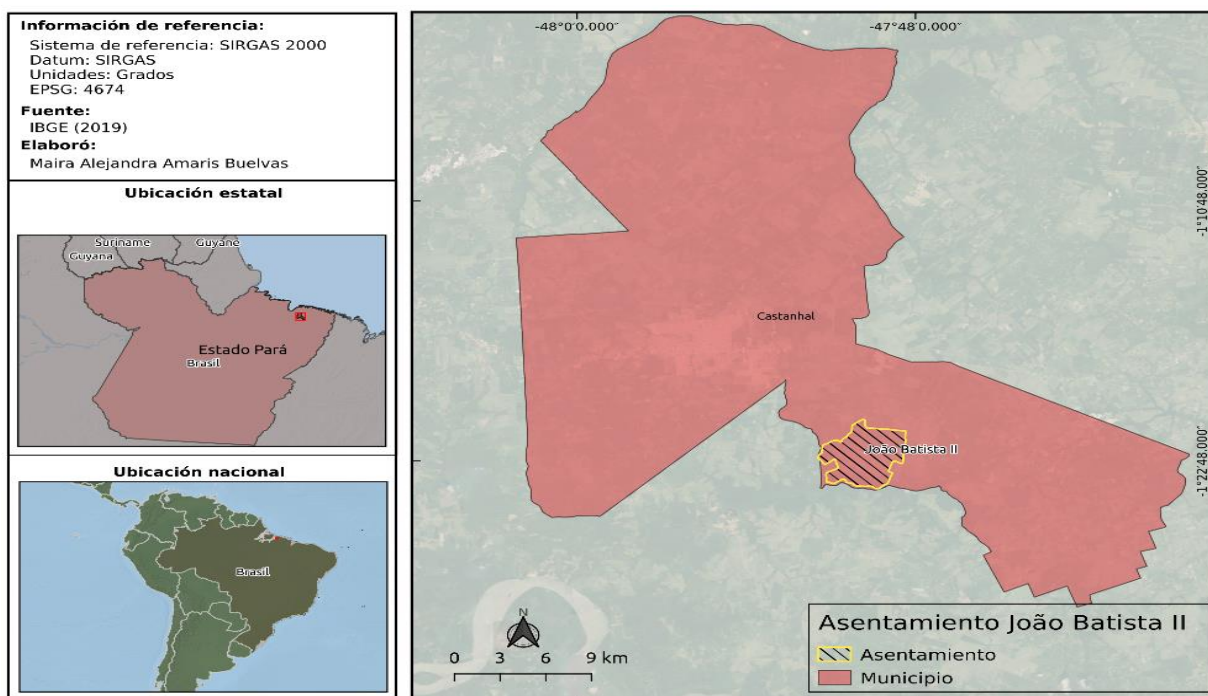 Información de referencia:
Sistema de referencia: SIRGAS 2000
Datum: SIRGAS
Unidades: Grados
EPSG: 4674
Fuente:
IBGE (2019)
Elaboró:
Maira Alejandra Amaris Buelvas
Ubicación estatal
Suriname
Guyane
Guyana
Estado Pará
Brasil
Ubicación nacional
Brasil
-48°0′0.000″
-47°48′0.000″
-1°10′48.000″
-1°22′48.000″
Castanhal
João Batista II
N
0 3 6 9 km
Asentamiento João Batista II
Asentamiento
Municipio